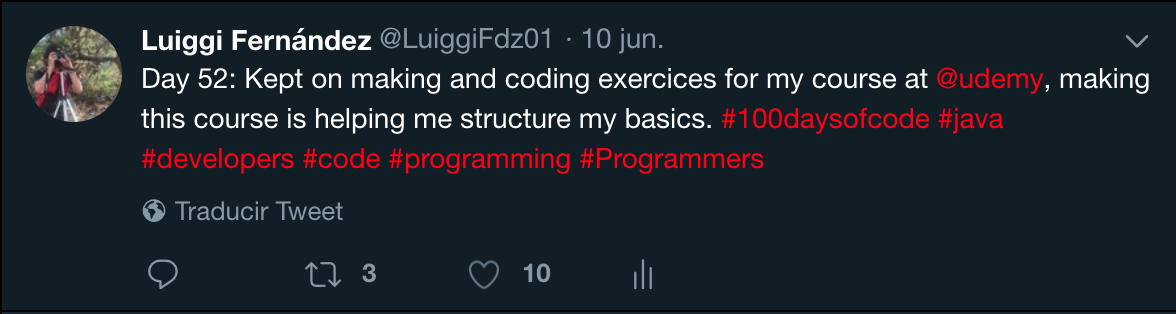 Luiggi Fernández @LuiggiFdz01 · 10 jun.
Day 52: Kept on making and coding exercices for my course at @udemy, making
this course is helping me structure my basics. #100daysofcode #java
#developers #code #programming #Programmers
Traducir Tweet
3 10